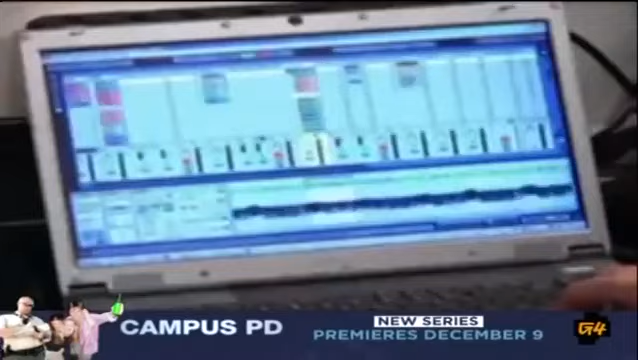 CAMPUS PD
NEW SERIES
PREMIERES DECEMBER 9
G4